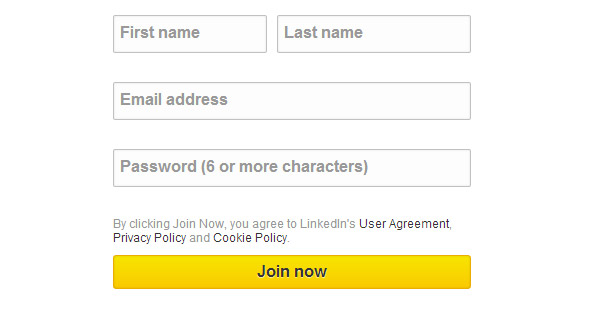 First name Last name
Email address
Password (6 or more characters)
By clicking Join Now, you agree to LinkedIn's User Agreement,
Privacy Policy and Cookie Policy.
Join now